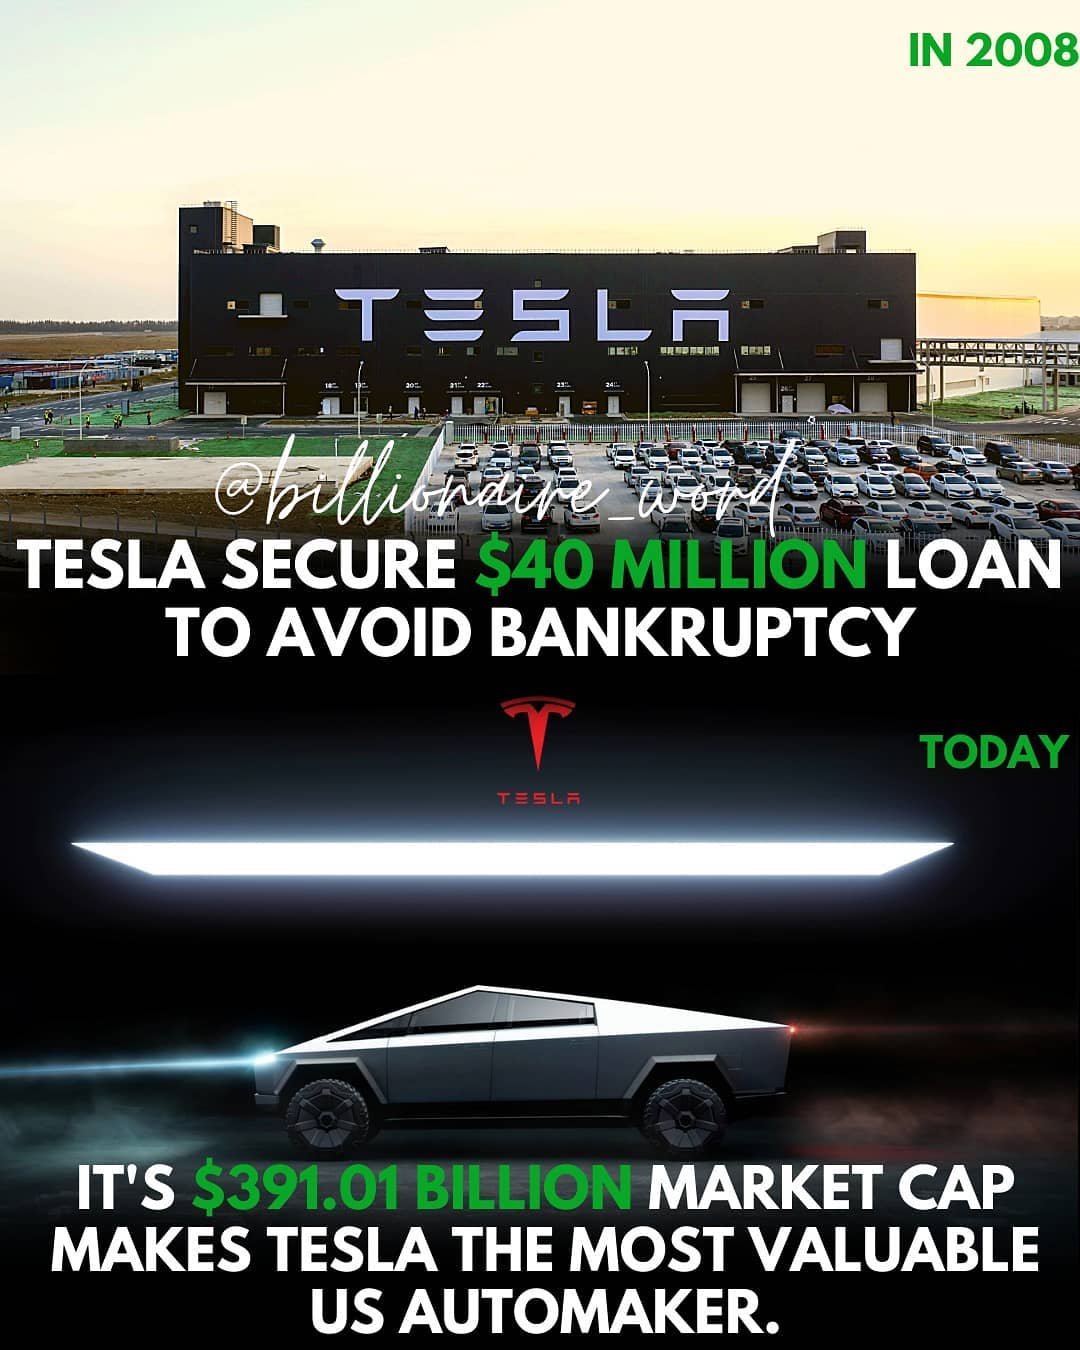 IN 2008
TESLA
@billionaire_word
TESLA SECURE $40 MILLION LOAN
TO AVOID BANKRUPTCY
TESLA
TODAY
IT'S $391.01 BILLION MARKET CAP
MAKES TESLA THE MOST VALUABLE
US AUTOMAKER.